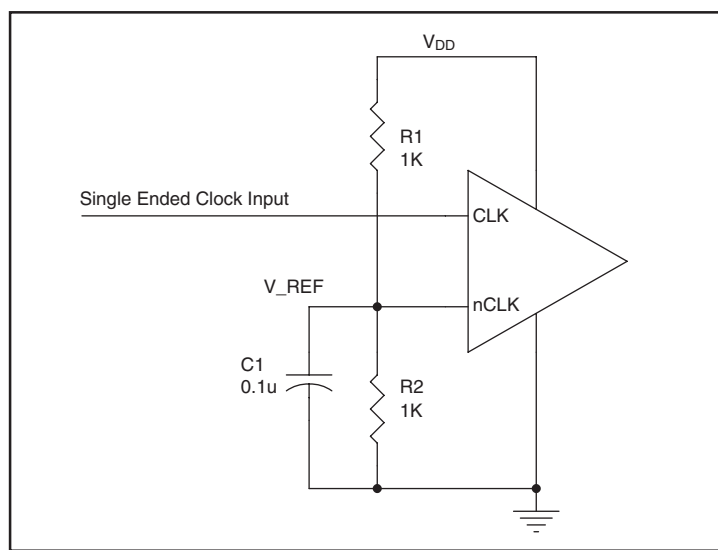 VDD
R1
1K
Single Ended Clock Input
CLK
V_REF
nCLK
C1
0.1u
R2
1K